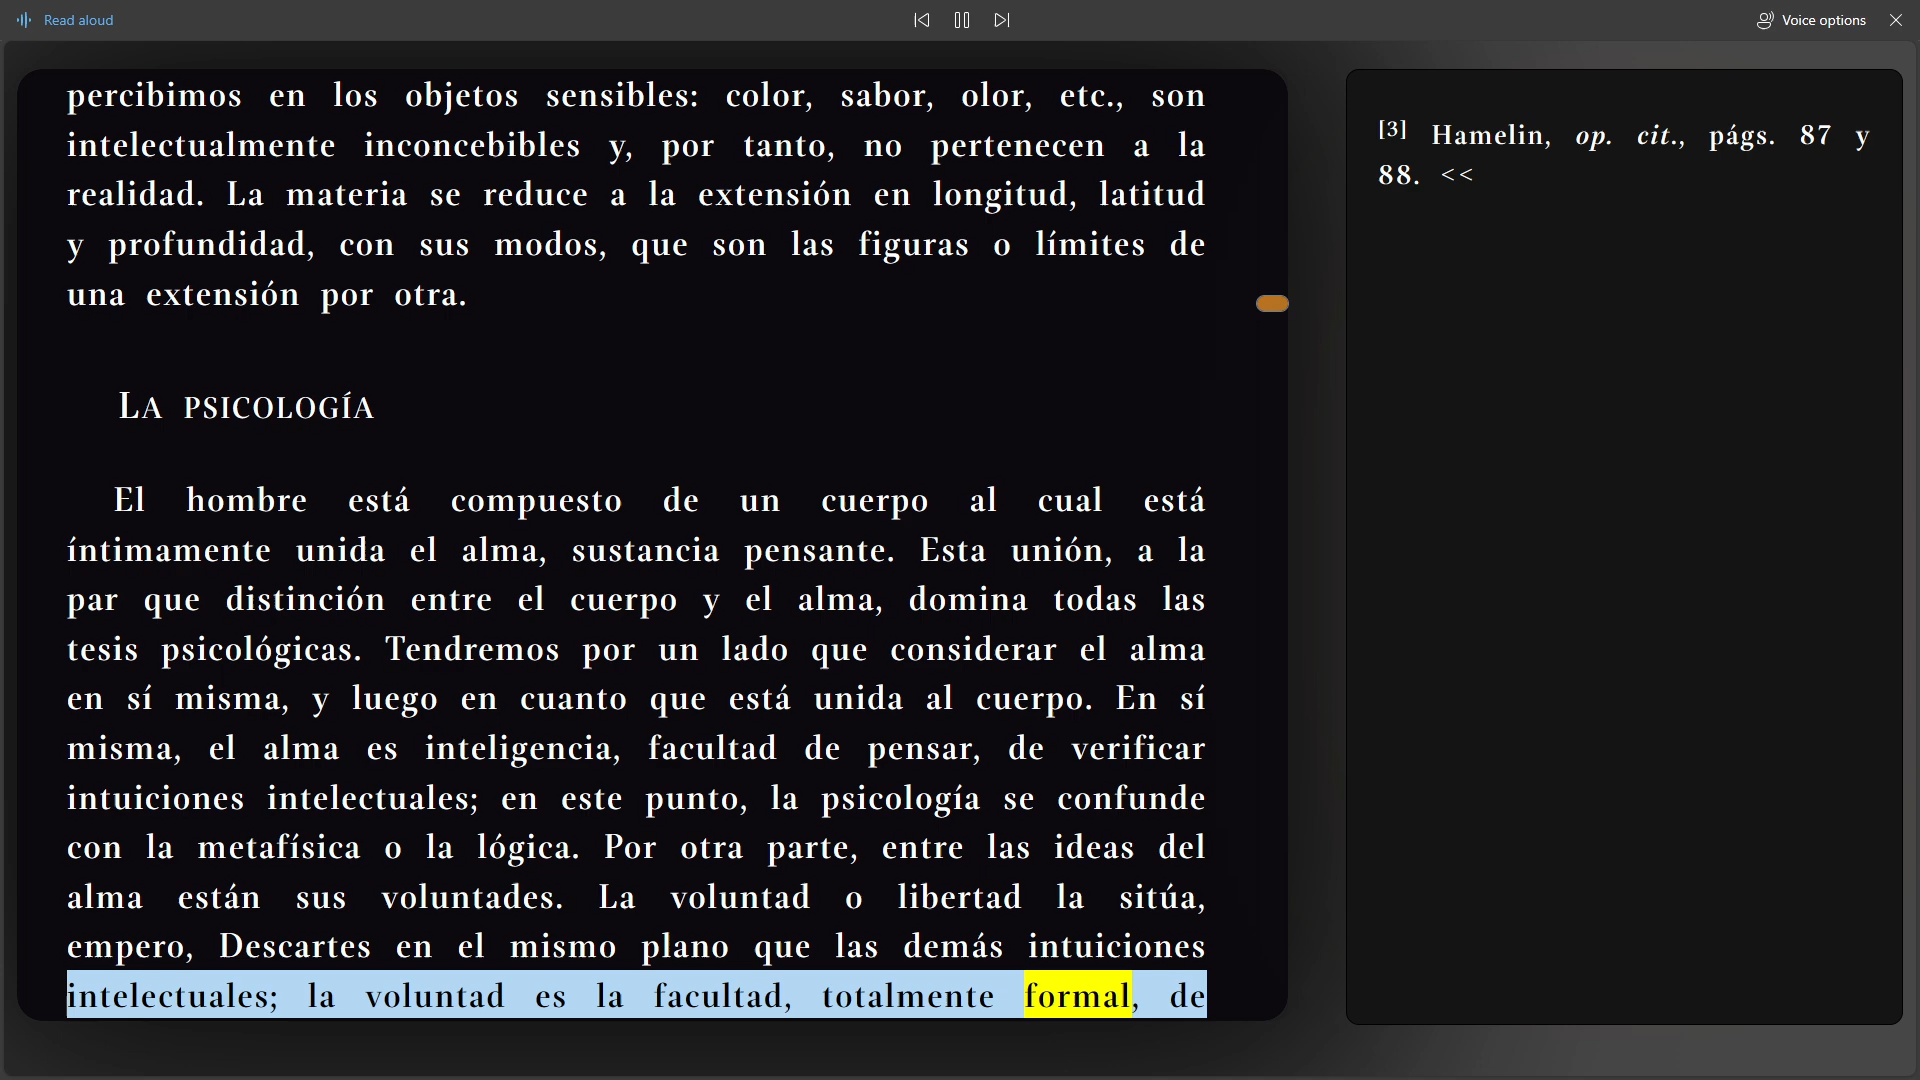 Read aloud
Voice options
percibimos en los objetos sensibles: color, sabor, olor, etc., son
intelectualmente inconcebibles y, por tanto, no pertenecen a la
realidad. La materia se reduce a la extensión en longitud, latitud
y profundidad, con sus modos, que son las figuras o límites de
una extensión por otra.
LA PSICOLOGÍA
El hombre está compuesto de un cuerpo al cual está
íntimamente unida el alma, sustancia pensante. Esta unión, a la
par que distinción entre el cuerpo y el alma, domina todas las
tesis psicológicas. Tendremos por un lado que considerar el alma
en sí misma, y luego en cuanto que está unida al cuerpo. En sí
misma, el alma es inteligencia, facultad de pensar, de verificar
intuiciones intelectuales; en este punto, la psicología se confunde
con la metafísica o la lógica. Por otra parte, entre las ideas del
alma están sus voluntades. La voluntad o libertad la sitúa,
empero, Descartes en el mismo plano que las demás intuiciones
intelectuales; la voluntad es la facultad, totalmente formal, de
[3] Hamelin, op. cit., págs. 87 y
88. <<